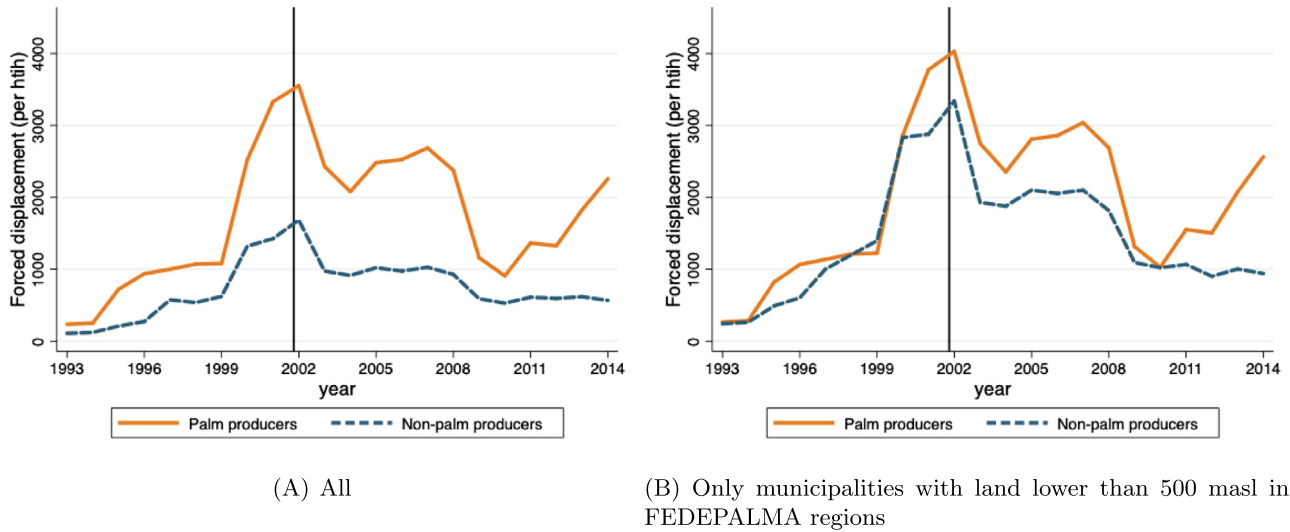 Forced displacement (per htih)
4000
3000
2000
1000
0
1993 1996 1999 2002 2005 2008 2011 2014
year
Palm producers Non-palm producers
(A) All
Forced displacement (per htih)
4000
3000
2000
1000
0
1993 1996 1999 2002 2005 2008 2011 2014
year
Palm producers Non-palm producers
(B) Only municipalities with land lower than 500 masl in
FEDEPALMA regions